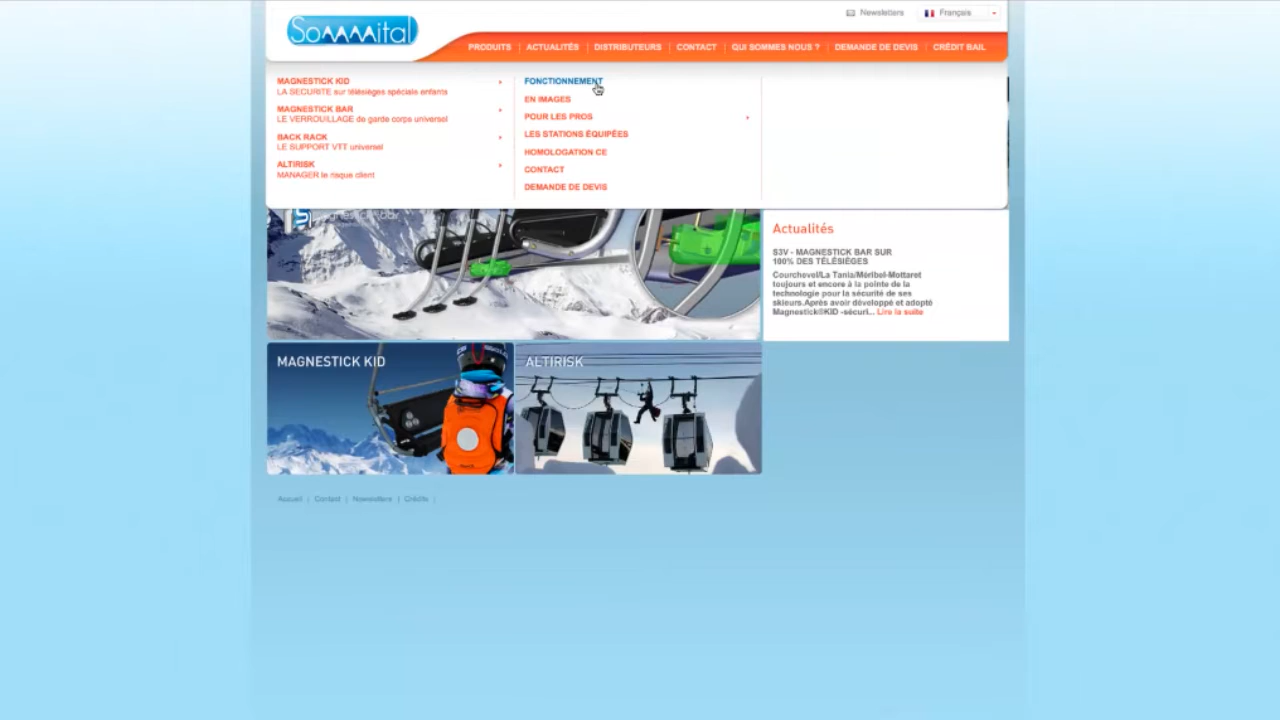 Sommital
Newsletters
Français
PRODUITS | ACTUALITÉS | DISTRIBUTEURS | CONTACT | QUI SOMMES NOUS ? | DEMANDE DE DEVIS | CRÉDIT BAIL
MAGNESTICK KID
LA SECURITE sur télésièges spéciale enfants
MAGNESTICK BAR
LE VERROUILLAGE de garde corps universel
BACK RACK
LE SUPPORT VTT universel
ALTIRISK
MANAGER le risque client
FONCTIONNEMENT
EN IMAGES
POUR LES PROS
LES STATIONS ÉQUIPÉES
HOMOLOGATION CE
CONTACT
DEMANDE DE DEVIS
Actualités
S3V - MAGNESTICK BAR SUR
100% DES TÉLÉSIÈGES
Courchevel/La Tania/Méribel-Mottaret
toujours et encore à la pointe de la
technologie pour la sécurité de ses
skieurs.Après avoir développé et adopté
Magnestick®KID -sécuri... Lire la suite
MAGNESTICK KID
ALTIRISK
Accueil | Contact | Newsletters | Crédits |